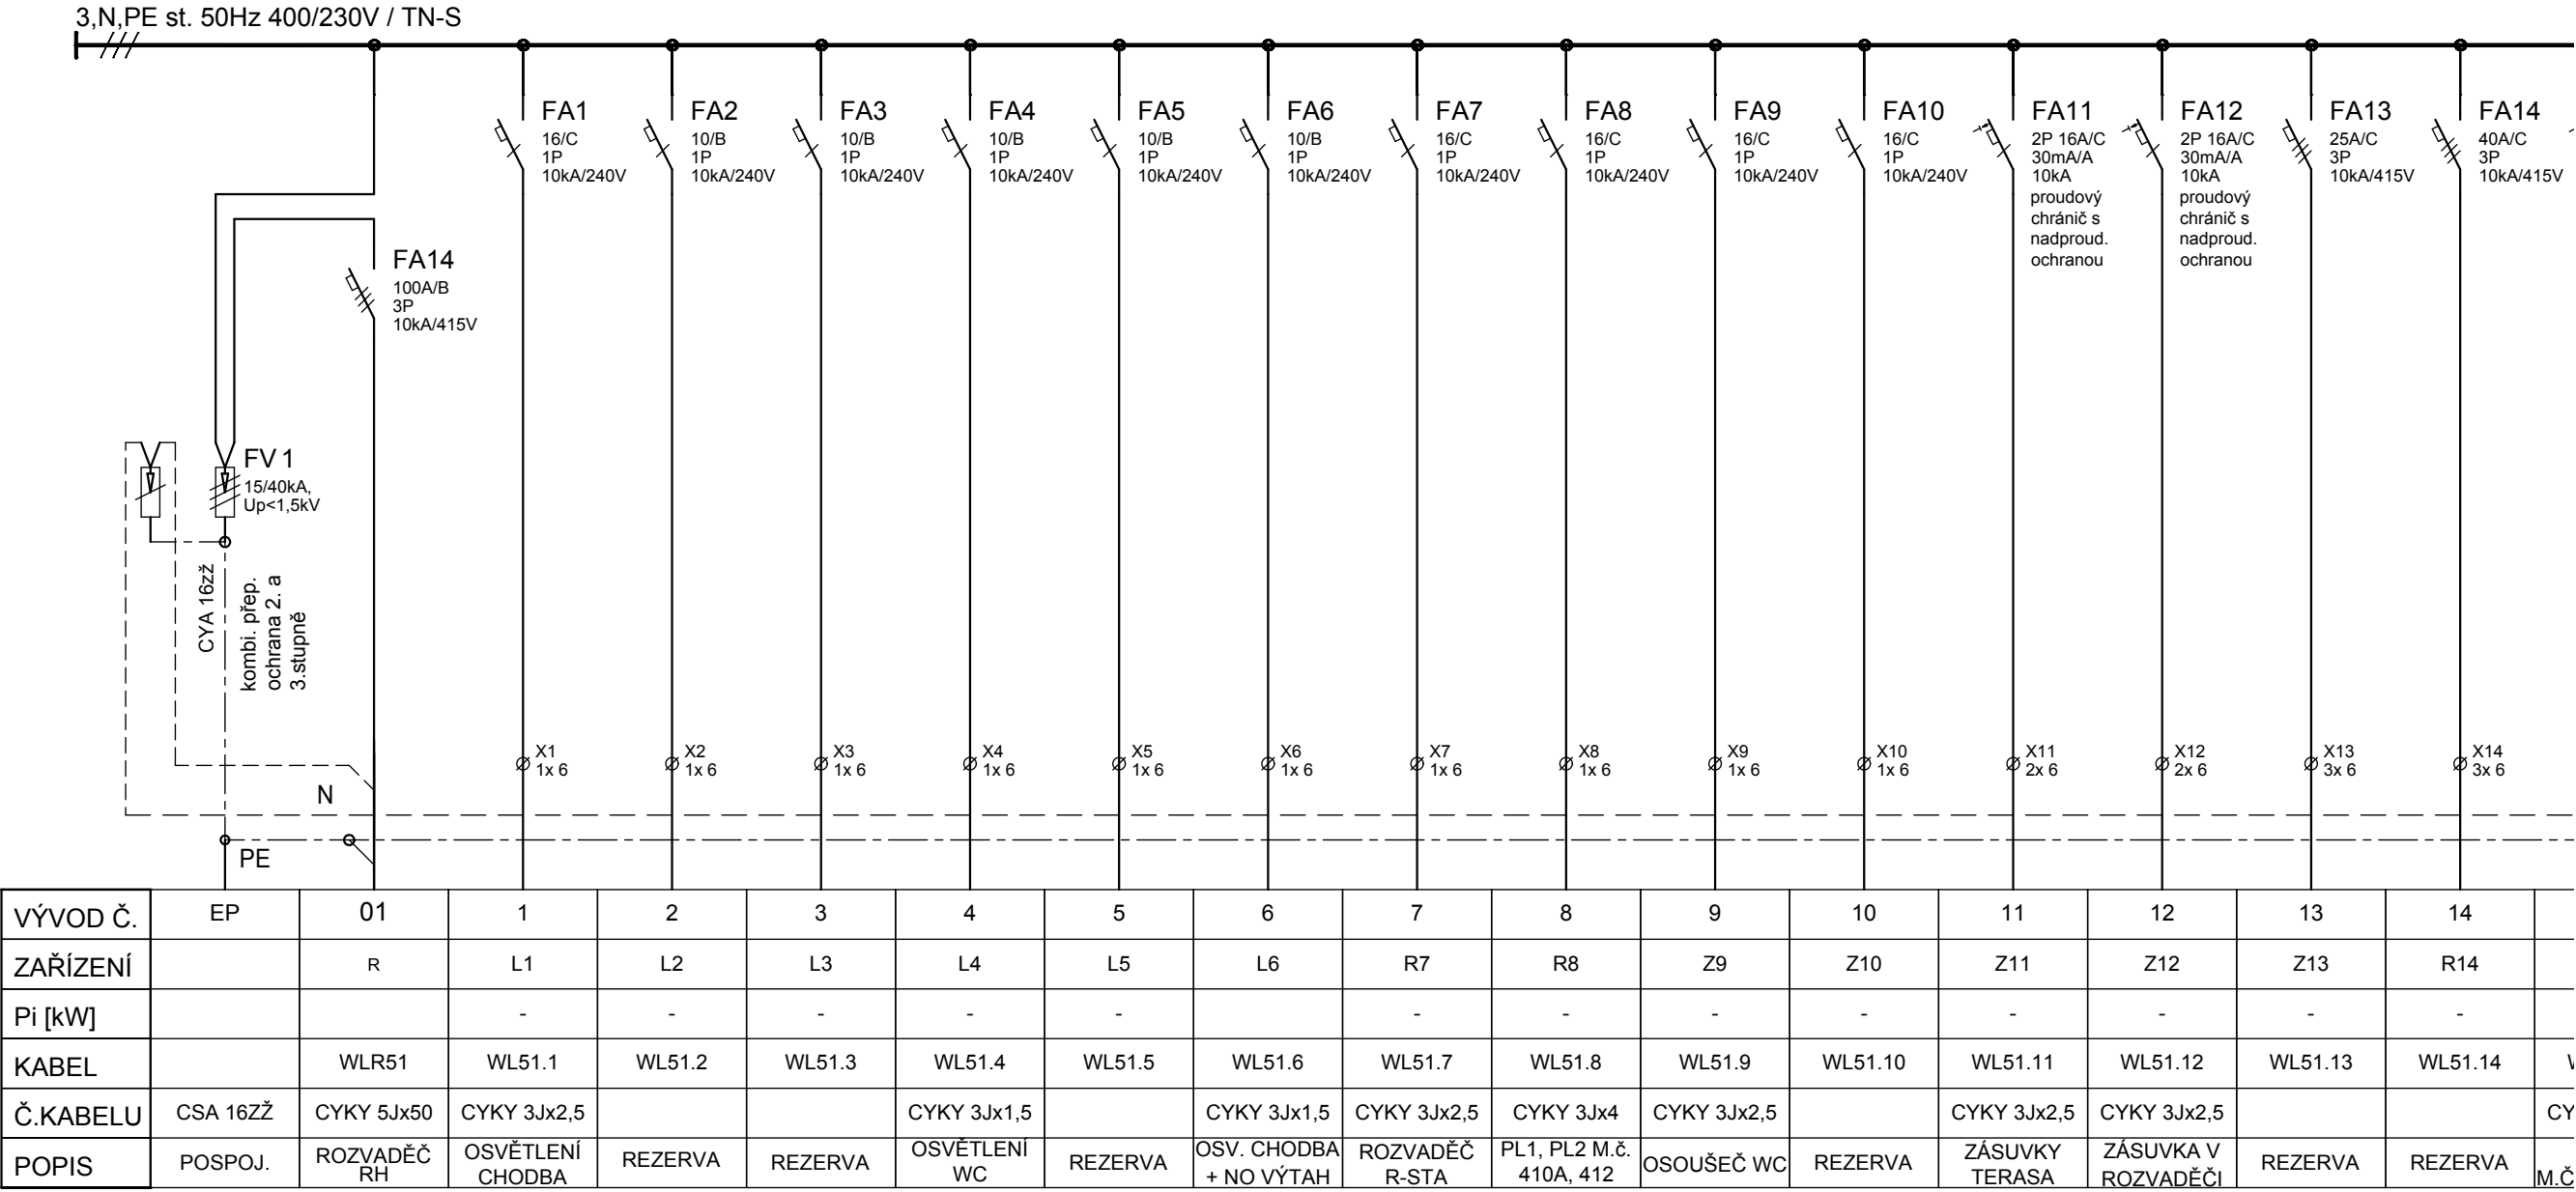 3,N,PE st. 50Hz 400/230V / TN-S
FA1
16/C
1P
10kA/240V
FA2
10/B
1P
10kA/240V
FA3
10/B
1P
10kA/240V
FA4
10/B
1P
10kA/240V
FA5
10/B
1P
10kA/240V
FA6
10/B
1P
10kA/240V
FA7
16/C
1P
10kA/240V
FA8
16/C
1P
10kA/240V
FA9
16/C
1P
10kA/240V
FA10
16/C
1P
10kA/240V
FA11
2P 16A/C
30mA/A
10kA
proudový
chránič s
nadproud.
ochranou
FA12
2P 16A/C
30mA/A
10kA
proudový
chránič s
nadproud.
ochranou
FA13
25A/C
3P
10kA/415V
FA14
40A/C
3P
10kA/415V
FA14
100A/B
3P
10kA/415V
FV 1
15/40kA,
Up<1,5kV
CYA 16zž
kombi. přep.
ochrana 2. a
3.stupně
X1
1x 6
X2
1x 6
X3
1x 6
X4
1x 6
X5
1x 6
X6
1x 6
X7
1x 6
X8
1x 6
X9
1x 6
X10
1x 6
X11
2x 6
X12
2x 6
X13
3x 6
X14
3x 6
N
PE
VÝVOD Č. EP 01 1 2 3 4 5 6 7 8 9 10 11 12 13 14
ZAŘÍZENÍ R L1 L2 L3 L4 L5 L6 R7 R8 Z9 Z10 Z11 Z12 Z13 R14
Pi [kW] - - - - - - - - - - - - -
KABEL WLR51 WL51.1 WL51.2 WL51.3 WL51.4 WL51.5 WL51.6 WL51.7 WL51.8 WL51.9 WL51.10 WL51.11 WL51.12 WL51.13 WL51.14
Č.KABELU CSA 16ZŽ CYKY 5Jx50 CYKY 3Jx2,5 CYKY 3Jx1,5 CYKY 3Jx1,5 CYKY 3Jx2,5 CYKY 3Jx4 CYKY 3Jx2,5 CYKY 3Jx2,5 CYKY 3Jx2,5 CY
POPIS
POSPOJ.
ROZVADĚČ
RH
OSVĚTLENÍ
CHODBA
REZERVA
REZERVA
OSVĚTLENÍ
WC
REZERVA
OSV. CHODBA
+ NO VÝTAH
ROZVADĚČ
R-STA
PL1, PL2 M.č.
410A, 412
OSOUŠEČ WC
REZERVA
ZÁSUVKY
TERASA
ZÁSUVKA V
ROZVADĚČI
REZERVA
REZERVA
M.Č